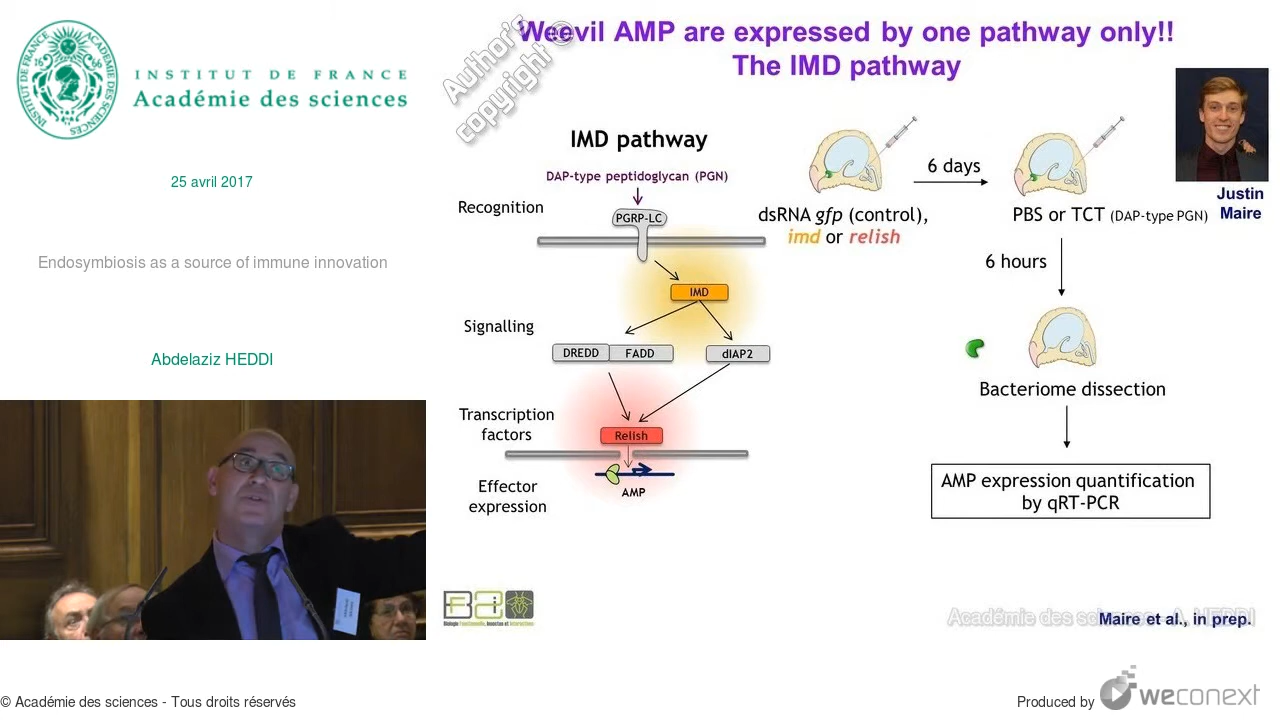 INSTITUT DE FRANCE
Académie des sciences
25 avril 2017
Endosymbiosis as a source of immune innovation
Abdelaziz HEDDI
Author's
copyright ©
Weevil AMP are expressed by one pathway only!!
The IMD pathway
Justin
Maire
IMD pathway
DAP-type peptidoglycan (PGN)
Recognition
PGRP-LC
IMD
Signalling
DREDD
FADD
dIAP2
Transcription
factors
Relish
Effector
expression
AMP
6 days
dsRNA gfp (control),
imd or relish
PBS or TCT (DAP-type PGN)
6 hours
Bacteriome dissection
AMP expression quantification
by qRT-PCR
Académie des sciences - A. HEDDI
Maire et al., in prep.
© Académie des sciences - Tous droits réservés
Produced by weconext